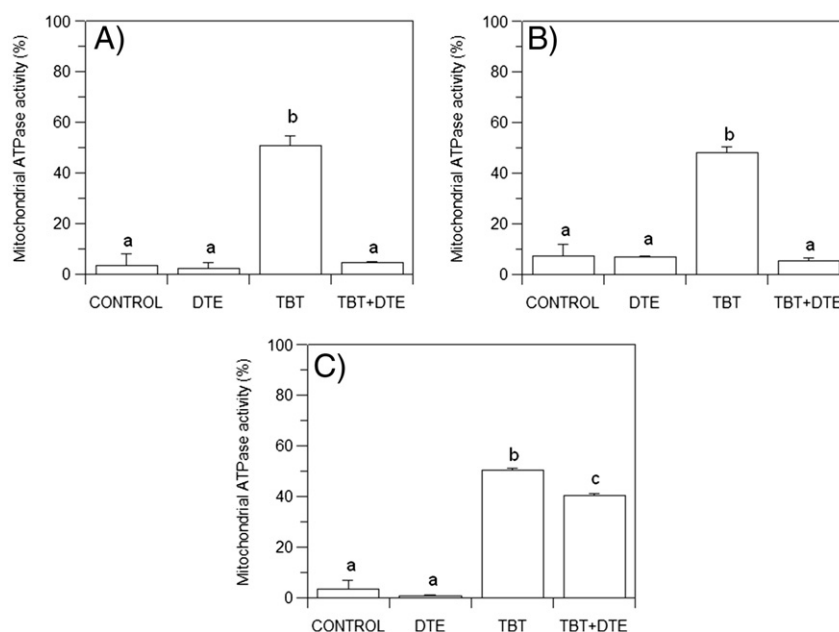 A)
Mitochondrial ATPase activity (%)
100
80
60
40
20
0
a
a
b
a
CONTROL DTE TBT TBT+DTE
B)
Mitochondrial ATPase activity (%)
100
80
60
40
20
0
a
a
b
a
CONTROL DTE TBT TBT+DTE
C)
Mitochondrial ATPase activity (%)
100
80
60
40
20
0
a
a
b
c
CONTROL DTE TBT TBT+DTE